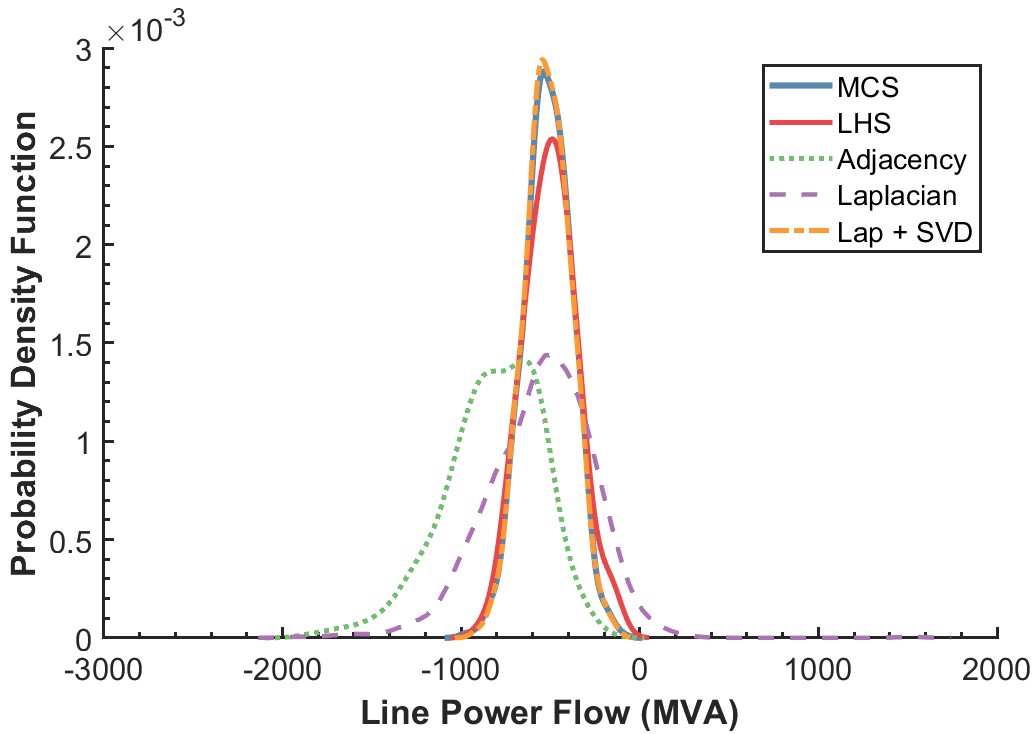 ×10-3
3
2.5
2
1.5
1
0.5
0
Probability Density Function
-3000 -2000 -1000 0 1000 2000
Line Power Flow (MVA)
MCS
LHS
Adjacency
Laplacian
Lap + SVD